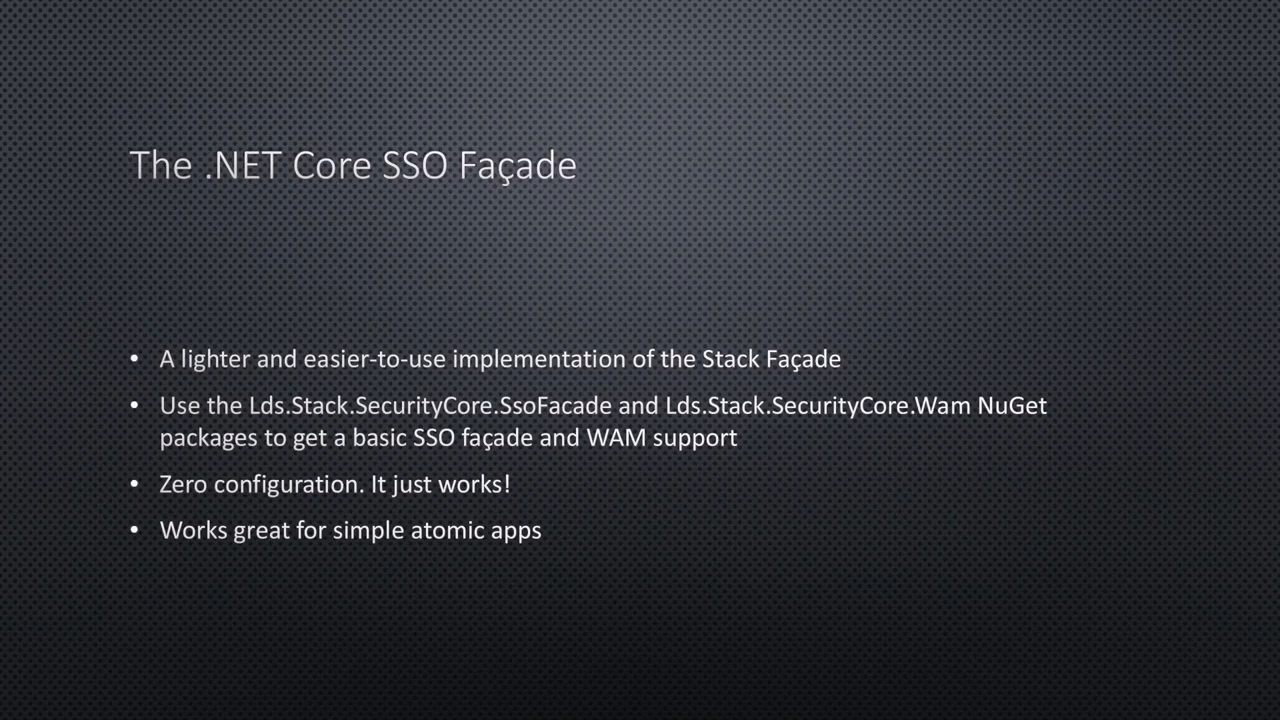 The .NET Core SSO Façade
• A lighter and easier-to-use implementation of the Stack Façade
• Use the Lds.Stack.SecurityCore.SsoFacade and Lds.Stack.SecurityCore.Wam NuGet
packages to get a basic SSO façade and WAM support
• Zero configuration. It just works!
• Works great for simple atomic apps